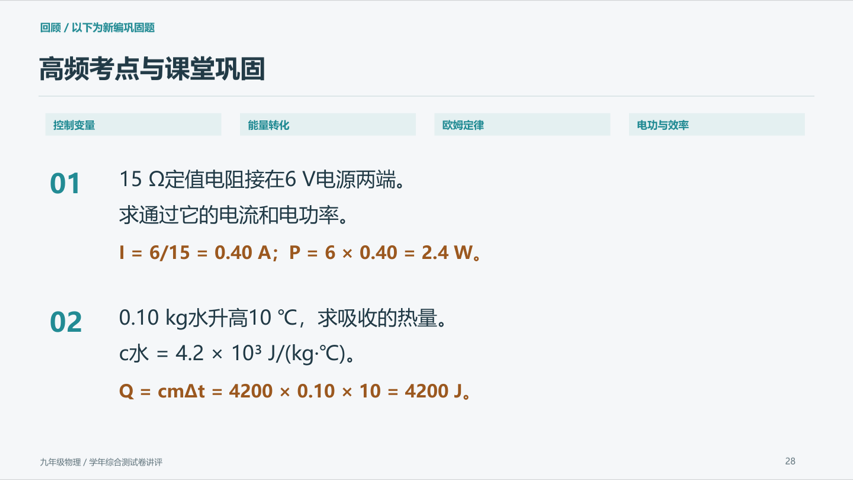 回顾 / 以下为新编巩固题
高频考点与课堂巩固
控制变量
能量转化
欧姆定律
电功与效率
01
15 Ω定值电阻接在6 V电源两端。
求通过它的电流和电功率。
I = 6/15 = 0.40 A；P = 6 × 0.40 = 2.4 W。
02
0.10 kg水升高10 ℃，求吸收的热量。
c水 = 4.2 × 10³ J/(kg·℃)。
Q = cmΔt = 4200 × 0.10 × 10 = 4200 J。
九年级物理 / 学年综合测试卷讲评
28